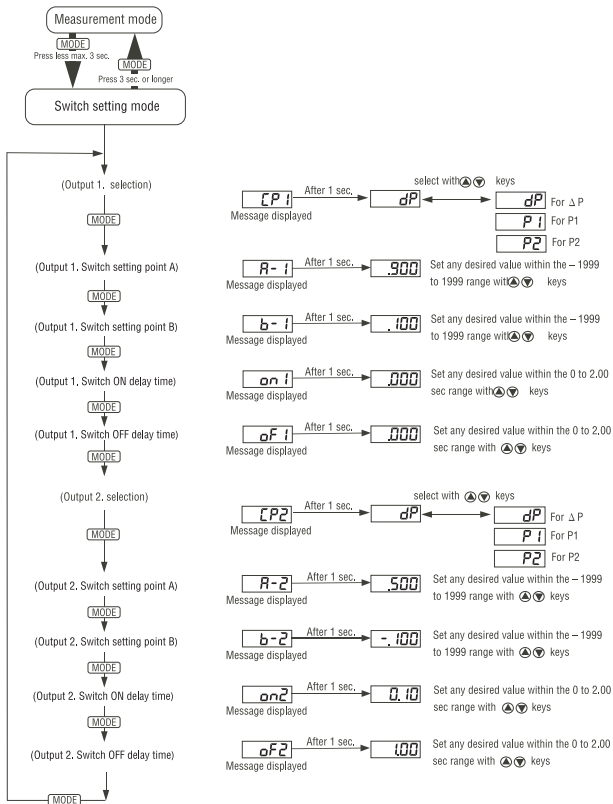 Measurement mode
MODE
Press less max. 3 sec.
MODE
Press 3 sec. or longer
Switch setting mode
(Output 1. selection)
CP1
After 1 sec.
dP
select with keys
dP For Δ P
P1 For P1
P2 For P2
Message displayed
MODE
(Output 1. Switch setting point A)
A-1
After 1 sec.
.900
Set any desired value within the – 1999
to 1999 range with keys
Message displayed
MODE
(Output 1. Switch setting point B)
b-1
After 1 sec.
.100
Set any desired value within the – 1999
to 1999 range with keys
Message displayed
MODE
(Output 1. Switch ON delay time)
on1
After 1 sec.
.000
Set any desired value within the 0 to 2.00
sec range with keys
Message displayed
MODE
(Output 1. Switch OFF delay time)
oF1
After 1 sec.
.000
Set any desired value within the 0 to 2.00
sec range with keys
Message displayed
MODE
(Output 2. selection)
CP2
After 1 sec.
dP
select with keys
dP For Δ P
P1 For P1
P2 For P2
Message displayed
MODE
(Output 2. Switch setting point A)
A-2
After 1 sec.
.500
Set any desired value within the – 1999
to 1999 range with keys
Message displayed
MODE
(Output 2. Switch setting point B)
b-2
After 1 sec.
-.100
Set any desired value within the – 1999
to 1999 range with keys
Message displayed
MODE
(Output 2. Switch ON delay time)
on2
After 1 sec.
0.10
Set any desired value within the 0 to 2.00
sec range with keys
Message displayed
MODE
(Output 2. Switch OFF delay time)
oF2
After 1 sec.
1.00
Set any desired value within the 0 to 2.00
sec range with keys
Message displayed
MODE